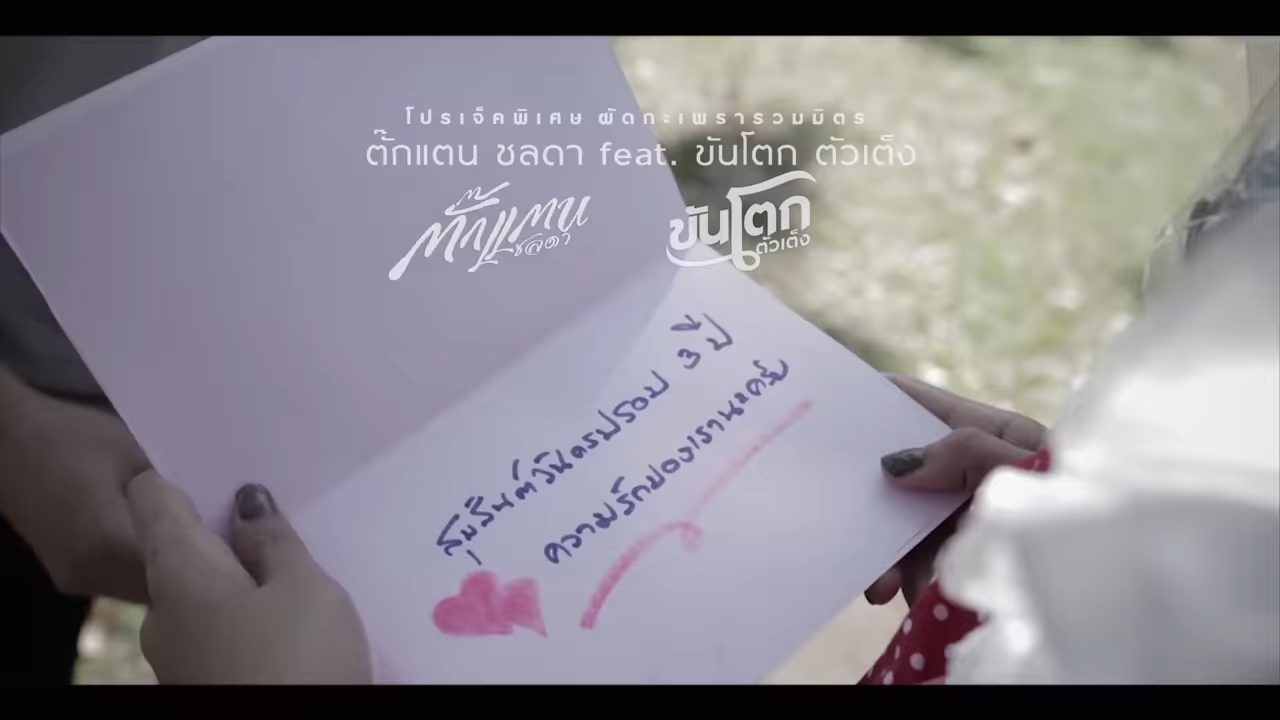 โปรเจ็คพิเศษ ผัดกะเพรารวมมิตร
ตั๊กแตน ชลดา feat. ขันโตก ตัวเต็ง
ตั๊กแตน
ชลดา
ขันโตก
ตัวเต็ง
สุขสันต์วันครบรอบ 3 ปี
ความรักของเรานะครับ